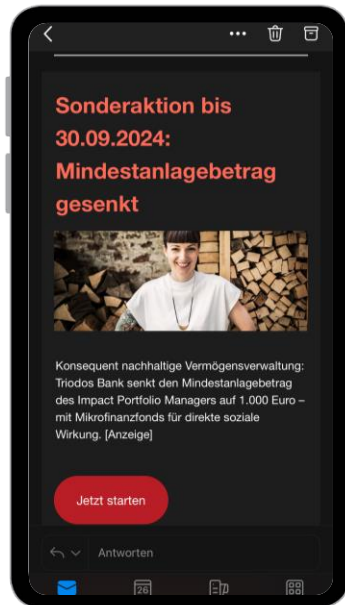 Sonderaktion bis
30.09.2024:
Mindestanlagebetrag
gesenkt
Konsequent nachhaltige Vermögensverwaltung:
Triodos Bank senkt den Mindestanlagebetrag
des Impact Portfolio Managers auf 1.000 Euro –
mit Mikrofinanzfonds für direkte soziale
Wirkung. [Anzeige]
Jetzt starten
Antworten
26